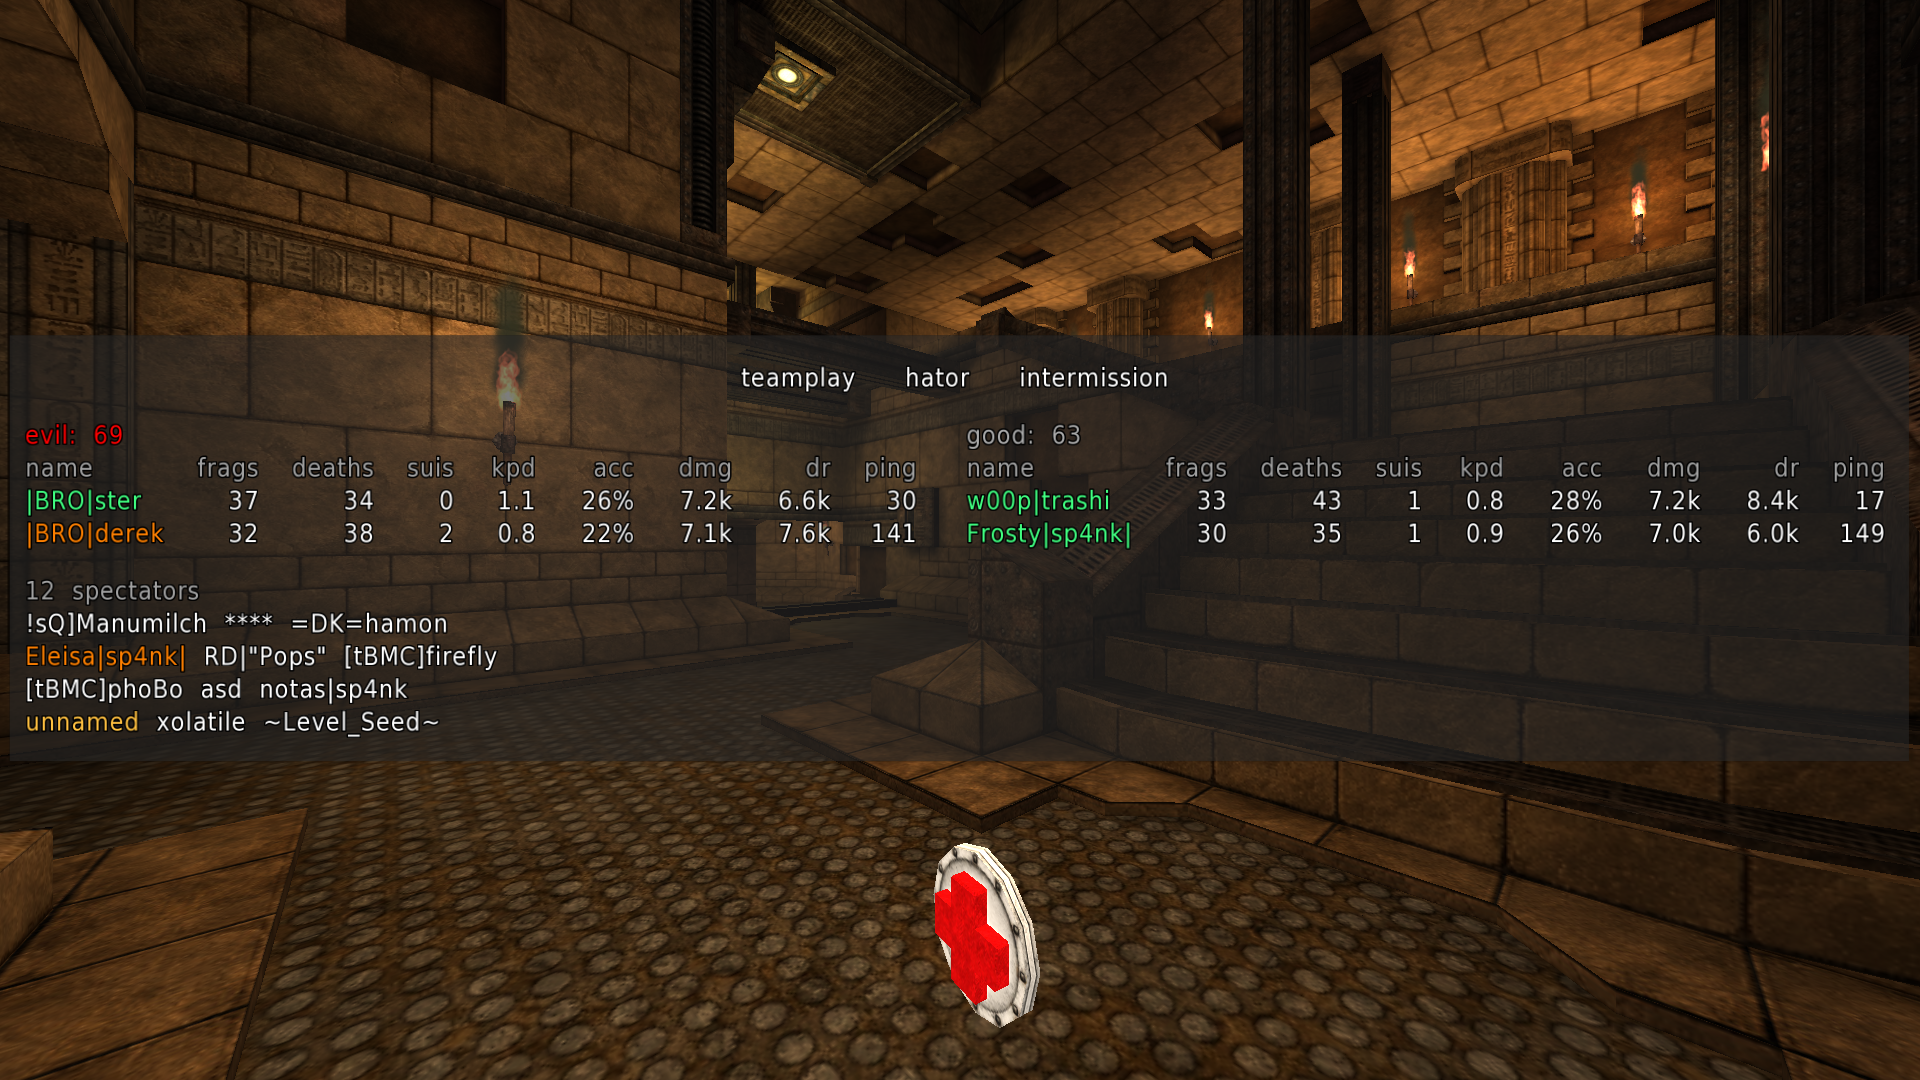 teamplay hator intermission
evil: 69
name frags deaths suis kpd acc dmg dr ping
|BRO|ster 37 34 0 1.1 26% 7.2k 6.6k 30
|BRO|derek 32 38 2 0.8 22% 7.1k 7.6k 141
good: 63
name frags deaths suis kpd acc dmg dr ping
w00p|trashi 33 43 1 0.8 28% 7.2k 8.4k 17
Frosty|sp4nk| 30 35 1 0.9 26% 7.0k 6.0k 149
12 spectators
!sQ]Manumilch **** =DK=hamon
Eleisa|sp4nk| RD|"Pops" [tBMC]firefly
[tBMC]phoBo asd notas|sp4nk
unnamed xolatile ~Level_Seed~